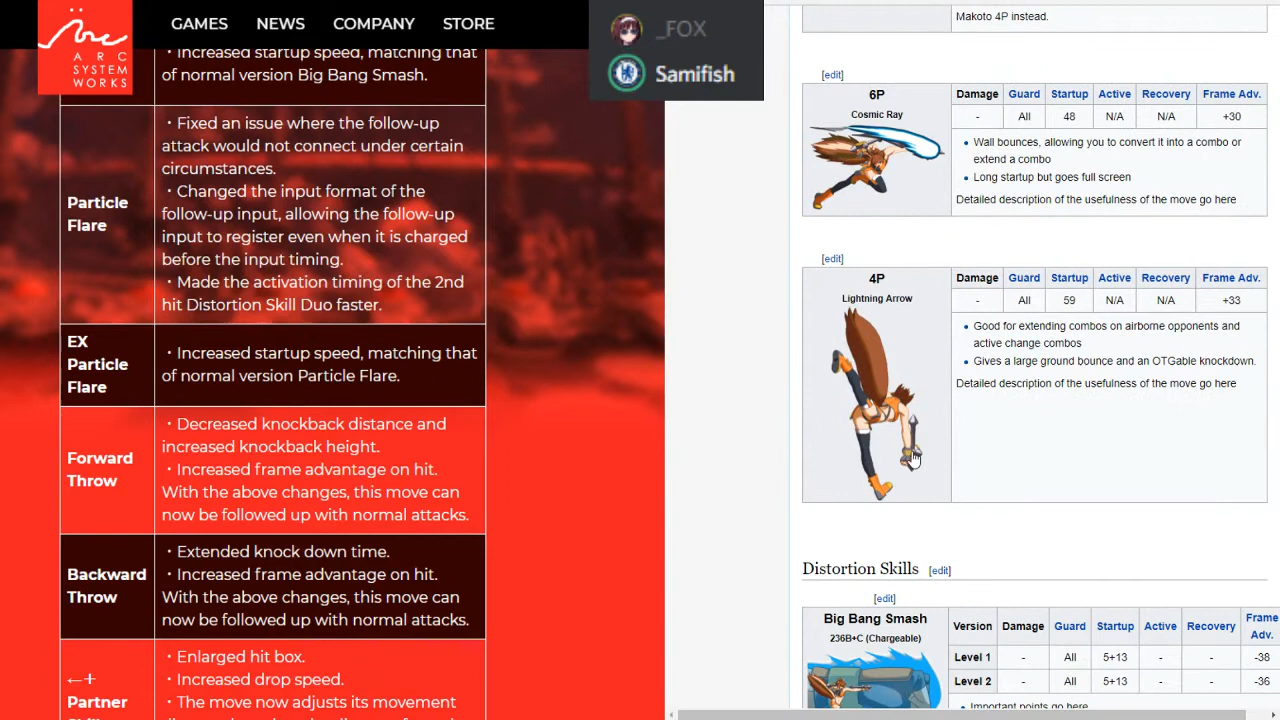 ARC
SYSTEM
WORKS
GAMES NEWS COMPANY STORE
_FOX
Samifish
・Increased startup speed, matching that
of normal version Big Bang Smash.
Particle
Flare
・Fixed an issue where the follow-up
attack would not connect under certain
circumstances.
・Changed the input format of the
follow-up input, allowing the follow-up
input to register even when it is charged
before the input timing.
・Made the activation timing of the 2nd
hit Distortion Skill Duo faster.
EX
Particle
Flare
・Increased startup speed, matching that
of normal version Particle Flare.
Forward
Throw
・Decreased knockback distance and
increased knockback height.
・Increased frame advantage on hit.
With the above changes, this move can
now be followed up with normal attacks.
Backward
Throw
・Extended knock down time.
・Increased frame advantage on hit.
With the above changes, this move can
now be followed up with normal attacks.
←+
Partner
・Enlarged hit box.
・Increased drop speed.
・The move now adjusts its movement
Makoto 4P instead.
[edit]
6P
Cosmic Ray
Damage Guard Startup Active Recovery Frame Adv.
- All 48 N/A N/A +30
• Wall bounces, allowing you to convert it into a combo or
extend a combo
• Long startup but goes full screen
Detailed description of the usefulness of the move go here
[edit]
4P
Lightning Arrow
Damage Guard Startup Active Recovery Frame Adv.
- All 59 N/A N/A +33
• Good for extending combos on airborne opponents and
active change combos
• Gives a large ground bounce and an OTGable knockdown.
Detailed description of the usefulness of the move go here
Distortion Skills [edit]
[edit]
Big Bang Smash
236B+C (Chargeable)
Version Damage Guard Startup Active Recovery Frame
Adv.
Level 1 - All 5+13 - - -38
Level 2 - All 5+13 - - -36
• Important points go here